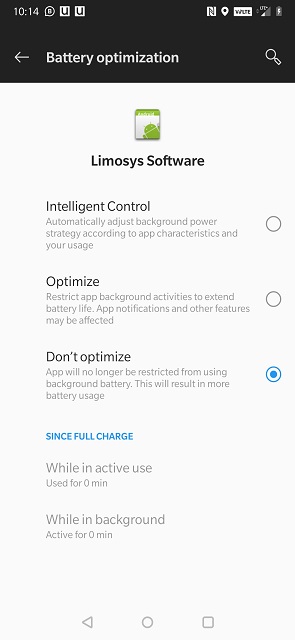 10:14
Battery optimization
Limosys Software
Intelligent Control
Automatically adjust background power
strategy according to app characteristics and
your usage
Optimize
Restrict app background activities to extend
battery life. App notifications and other features
may be affected
Don't optimize
App will no longer be restricted from using
background battery. This will result in more
battery usage
SINCE FULL CHARGE
While in active use
Used for 0 min
While in background
Active for 0 min